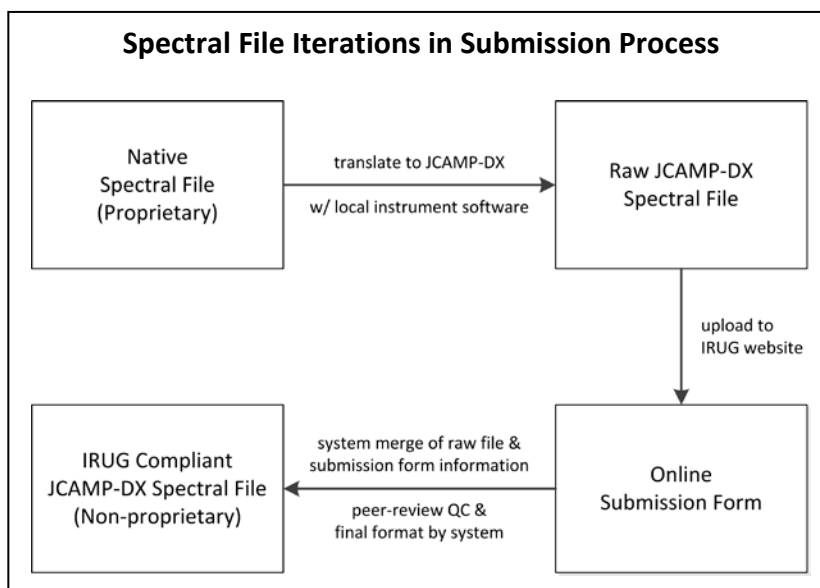 Spectral File Iterations in Submission Process
Native
Spectral File
(Proprietary)
translate to JCAMP-DX
w/ local instrument software
Raw JCAMP-DX
Spectral File
upload to
IRUG website
IRUG Compliant
JCAMP-DX Spectral File
(Non-proprietary)
system merge of raw file &
submission form information
peer-review QC &
final format by system
Online
Submission Form